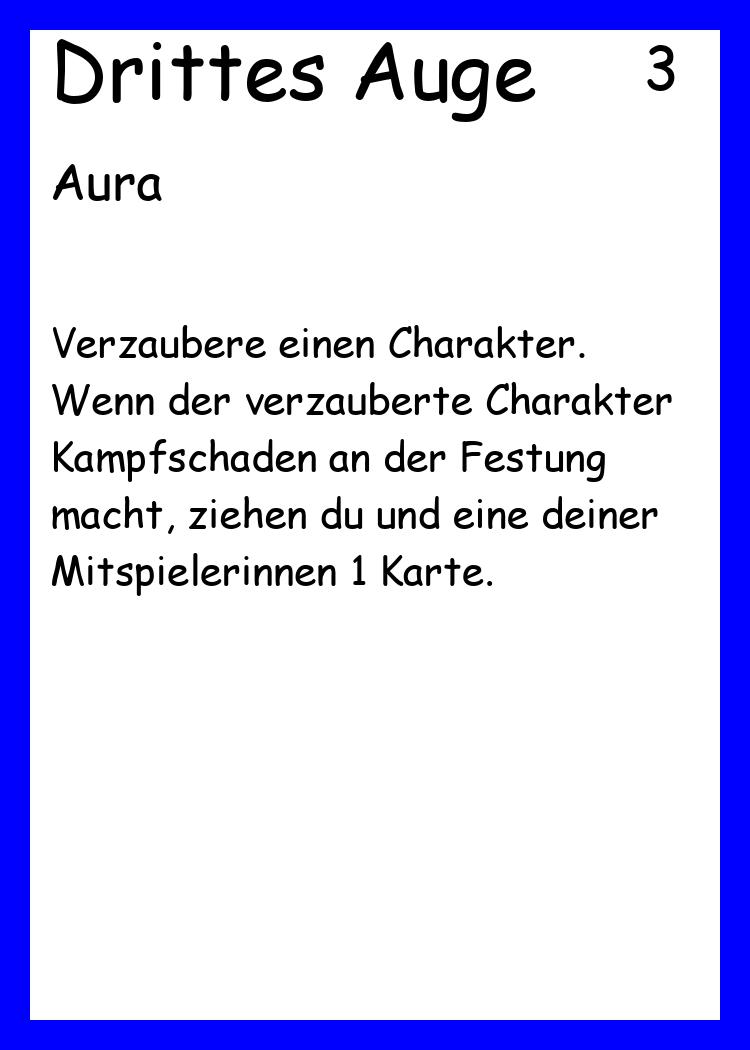 Drittes Auge 3
Aura
Verzaubere einen Charakter.
Wenn der verzauberte Charakter
Kampfschaden an der Festung
macht, ziehen du und eine deiner
Mitspielerinnen 1 Karte.